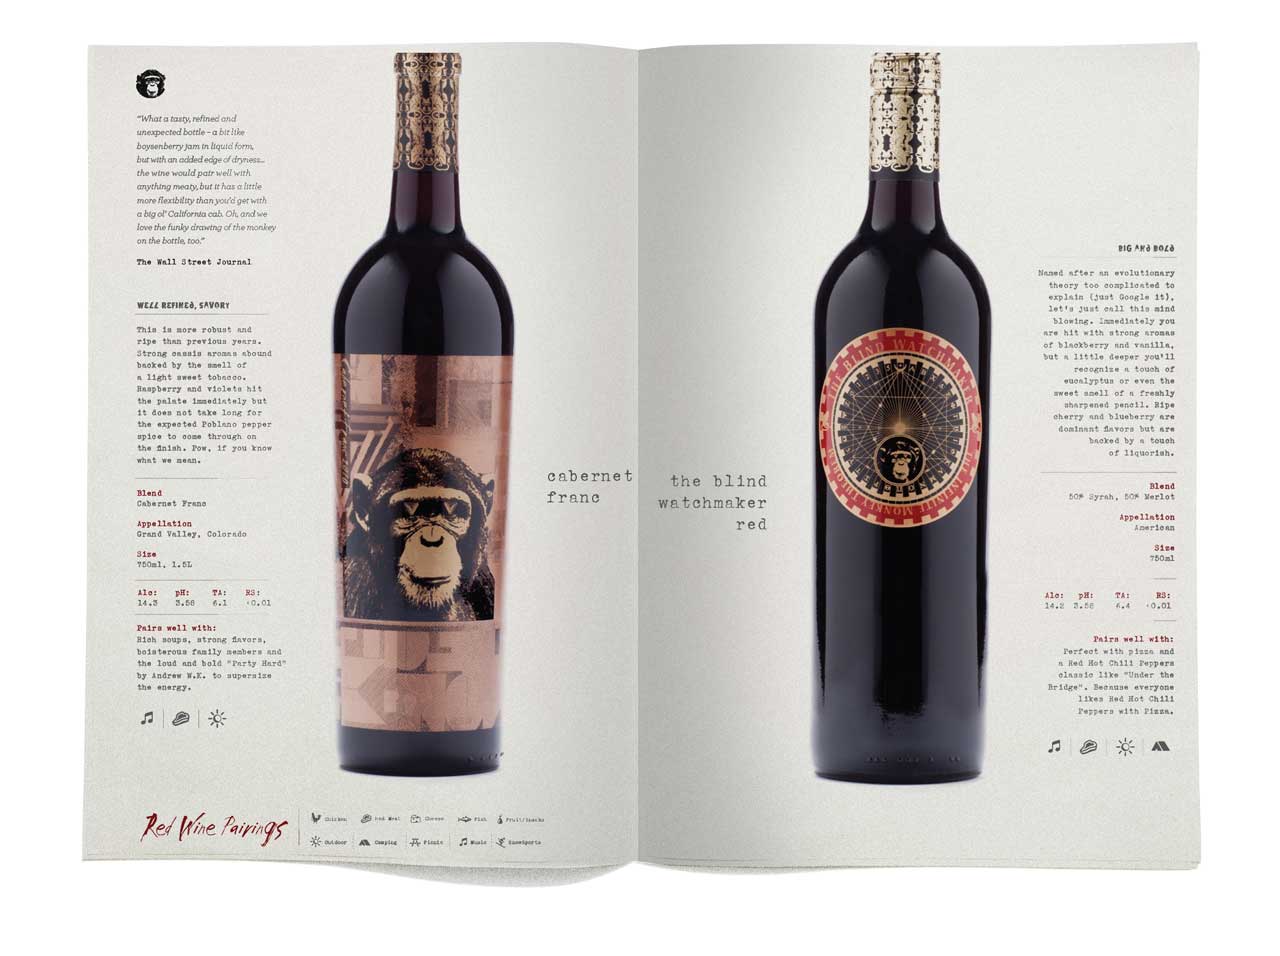 "What a tasty, refined and
unexpected bottle – a bit like
boysenberry jam in liquid form,
but with an added edge of dryness...
the wine would pair well with
anything meaty, but it has a little
more flexibility than you'd get with
a big ol' California cab. Oh, and we
love the funky drawing of the monkey
on the bottle, too."
The Wall Street Journal
WELL REFINED, SAVORY
This is more robust and
ripe than previous years.
Strong cassis aromas abound
backed by the smell of
a light sweet tobacco.
Raspberry and violets hit
the palate immediately but
it does not take long for
the expected Poblano pepper
spice to come through on
the finish. Pow, if you know
what we mean.
Blend
Cabernet Franc
Appellation
Grand Valley, Colorado
Size
750ml, 1.5L
Alc: pH: TA: RS:
14.3 3.56 6.1 <0.01
Pairs well with:
Rich soups, strong flavors,
boisterous family members and
the loud and bold "Party Hard"
by Andrew W.K. to supersize
the energy.
Red Wine Pairings
Chicken Red Meat Cheese Fish Fruit/Snacks
Outdoor Camping Picnic Music Snowsports
cabernet
franc
the blind
watchmaker
red
THE BLIND WATCHMAKER
THE INFINITE MONKEY THEOREM
BIG AND BOLD
Named after an evolutionary
theory too complicated to
explain (just Google it),
let's just call this mind
blowing. Immediately you
are hit with strong aromas
of blackberry and vanilla,
but a little deeper you'll
recognize a touch of
eucalyptus or even the
sweet smell of a freshly
sharpened pencil. Ripe
cherry and blueberry are
dominant flavors but are
backed by a touch
of liquorish.
Blend
50% Syrah, 50% Merlot
Appellation
American
Size
750ml
Alc: pH: TA: RS:
14.2 3.56 6.4 <0.01
Pairs well with:
Perfect with pizza and
a Red Hot Chili Peppers
classic like "Under the
Bridge". Because everyone
likes Red Hot Chili
Peppers with Pizza.